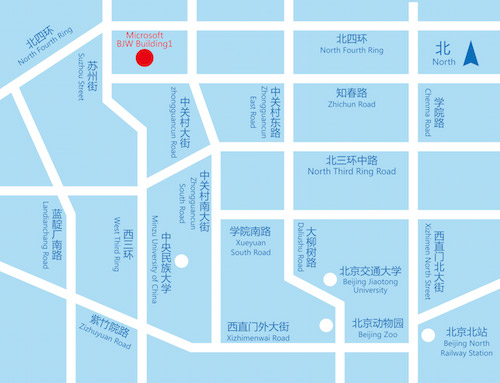 北四环
North Fourth Ring
苏州街
Suzhou Street
Microsoft
BJW Building1
北四环
North Fourth Ring
北
North
中关村大街
zhongguancun Road
中关村东路
Zhongguancun
East Road
知春路
Zhichun Road
学院路
Chenma Road
北三环中路
North Third Ring Road
中关村南大街
Zhongguancun
South Road
蓝靛厂南路
Landianchang Road
西三环
West Third Ring
中央民族大学
Minzu University of China
学院南路
Xueyuan
South Road
大柳树路
Daliushu Road
西直门北大街
Xizhimen North Street
北京交通大学
Beijing Jiaotong
University
紫竹院路
Zizhuyuan Road
西直门外大街
Xizhimenwai Road
北京动物园
Beijing Zoo
北京北站
Beijing North
Railway Station